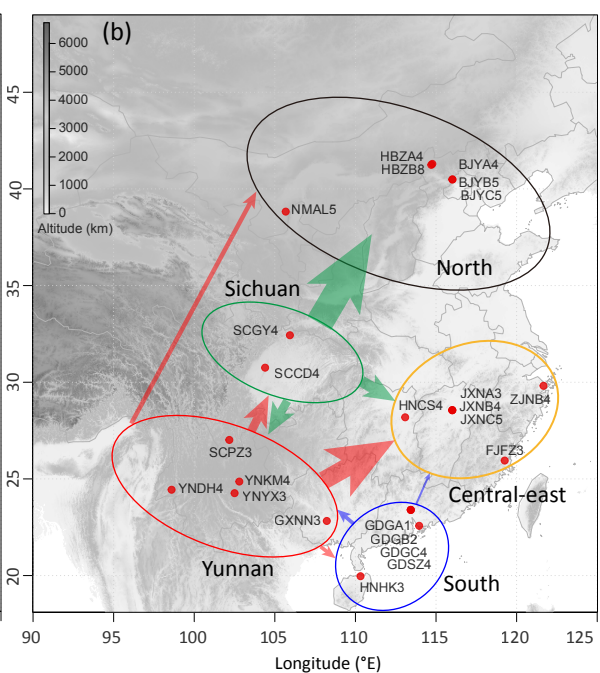 (b)
6000
5000
4000
3000
2000
1000
0
Altitude (km)
45
40
35
30
25
20
HBZA4
HBZB8
BJYA4
BJYB5
BJYC5
NMAL5
North
Sichuan
SCGY4
SCCD4
HNCS4
JXNA3
JXNB4
JXNC5
ZJNB4
FJFZ3
Central-east
SCPZ3
YNKM4
YNDH4
YNYX3
GXNN3
Yunnan
GDGA1
GDGB2
GDGC4
GDSZ4
HNHK3
South
90 95 100 105 110 115 120 125
Longitude (°E)